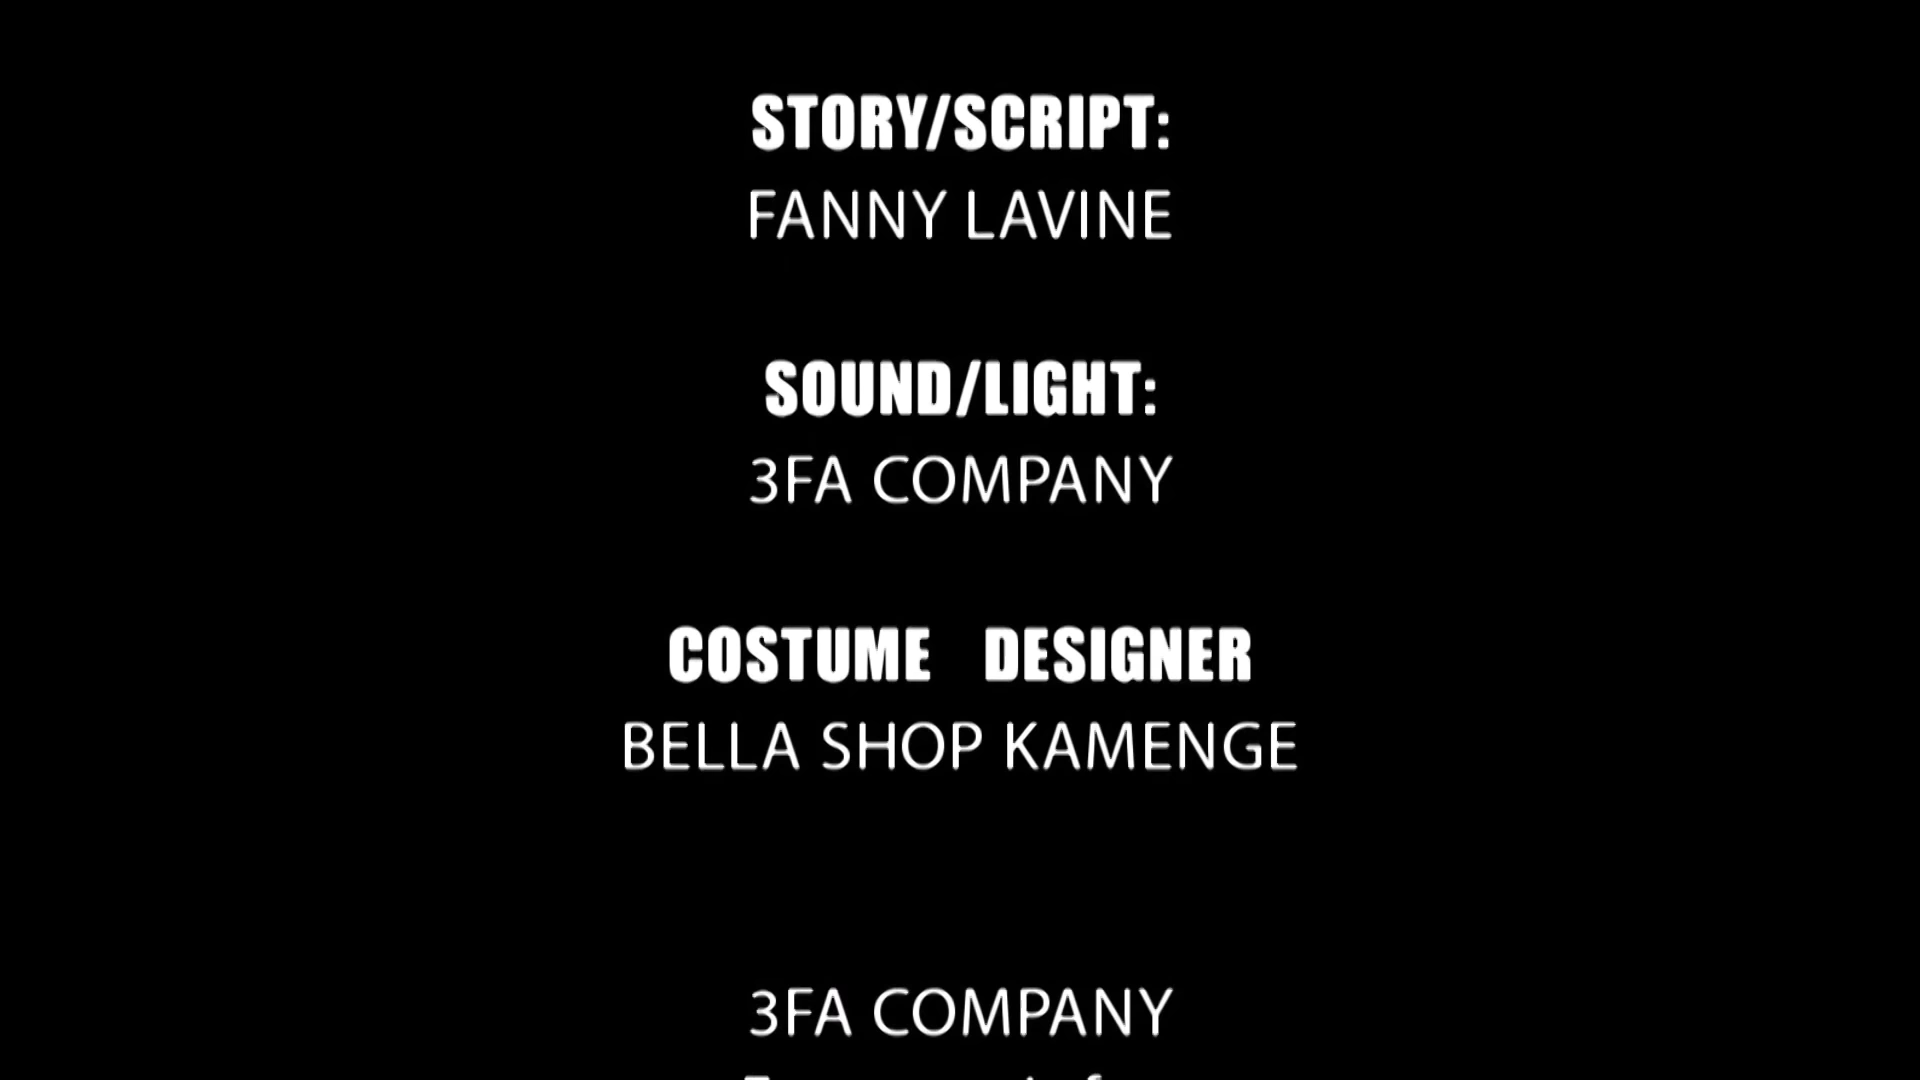 STORY/SCRIPT:
FANNY LAVINE
SOUND/LIGHT:
3FA COMPANY
COSTUME DESIGNER
BELLA SHOP KAMENGE
3FA COMPANY